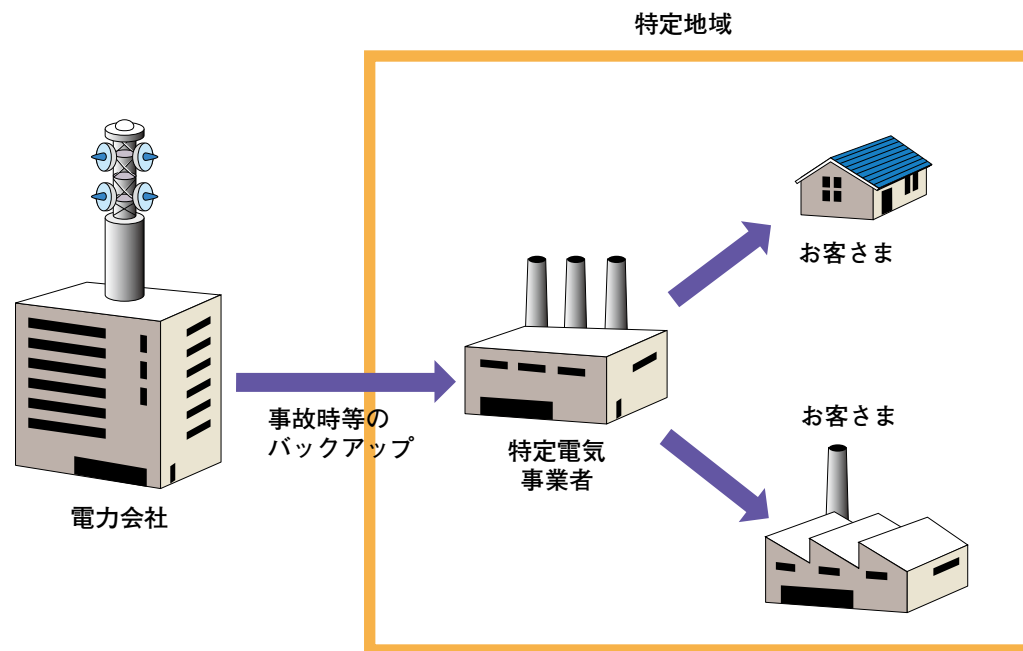 特定地域
お客さま
事故時等の
バックアップ
お客さま
特定電気
事業者
電力会社